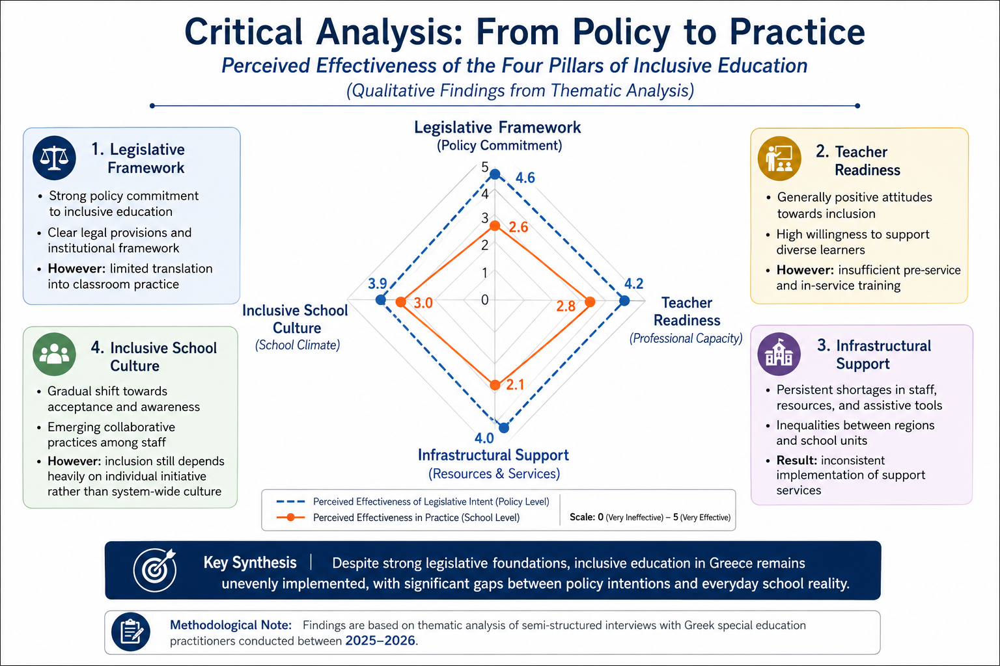 Critical Analysis: From Policy to Practice
Perceived Effectiveness of the Four Pillars of Inclusive Education
(Qualitative Findings from Thematic Analysis)
1. Legislative
Framework
• Strong policy commitment
to inclusive education
• Clear legal provisions and
institutional framework
• However: limited translation
into classroom practice
Legislative Framework
(Policy Commitment)
5
4
3
2
1
0
4.6
2.6
3.9
3.0
2.8
4.2
2.1
4.0
Inclusive School
Culture
(School Climate)
Teacher
Readiness
(Professional Capacity)
Infrastructural Support
(Resources & Services)
2. Teacher
Readiness
• Generally positive attitudes
towards inclusion
• High willingness to support
diverse learners
• However: insufficient pre-service
and in-service training
4. Inclusive School
Culture
• Gradual shift towards
acceptance and awareness
• Emerging collaborative
practices among staff
• However: inclusion still depends
heavily on individual initiative
rather than system-wide culture
3. Infrastructural
Support
• Persistent shortages in staff,
resources, and assistive tools
• Inequalities between regions
and school units
• Result: inconsistent
implementation of support
services
Perceived Effectiveness of Legislative Intent (Policy Level)
Perceived Effectiveness in Practice (School Level)
Scale: 0 (Very Ineffective) – 5 (Very Effective)
Key Synthesis | Despite strong legislative foundations, inclusive education in Greece remains
unevenly implemented, with significant gaps between policy intentions and everyday school reality.
Methodological Note: Findings are based on thematic analysis of semi-structured interviews with Greek special education
practitioners conducted between 2025–2026.